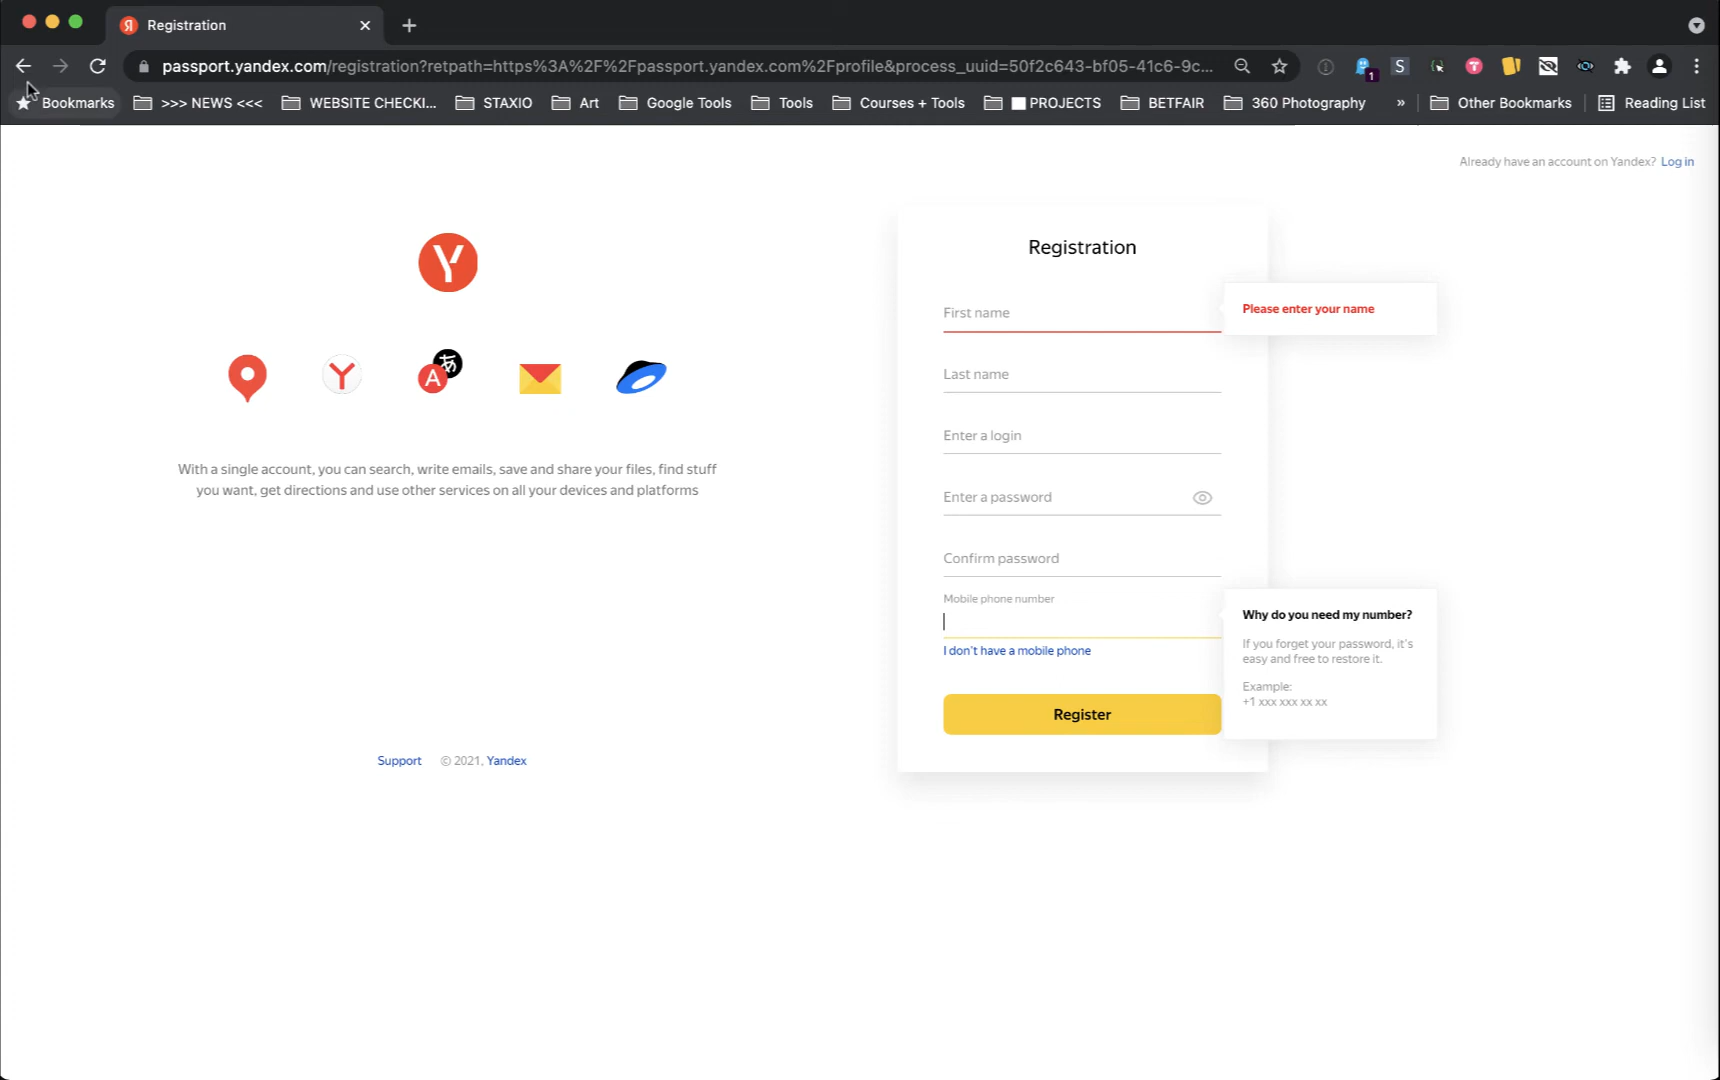 Registration
passport.yandex.com/registration?retpath=https%3A%2F%2Fpassport.yandex.com%2Fprofile&process_uuid=50f2c643-bf05-41c6-9c...
1
S
T
Bookmarks
>>> NEWS <<<
WEBSITE CHECKI...
STAXIO
Art
Google Tools
Tools
Courses + Tools
PROJECTS
BETFAIR
360 Photography
»
Other Bookmarks
Reading List
Already have an account on Yandex? Log in
Y
Y
A
あ
With a single account, you can search, write emails, save and share your files, find stuff
you want, get directions and use other services on all your devices and platforms
Support
© 2021, Yandex
Registration
First name
Please enter your name
Last name
Enter a login
Enter a password
Confirm password
Mobile phone number
I don't have a mobile phone
Why do you need my number?
If you forget your password, it's
easy and free to restore it.
Example:
+1 xxx xxx xx xx
Register